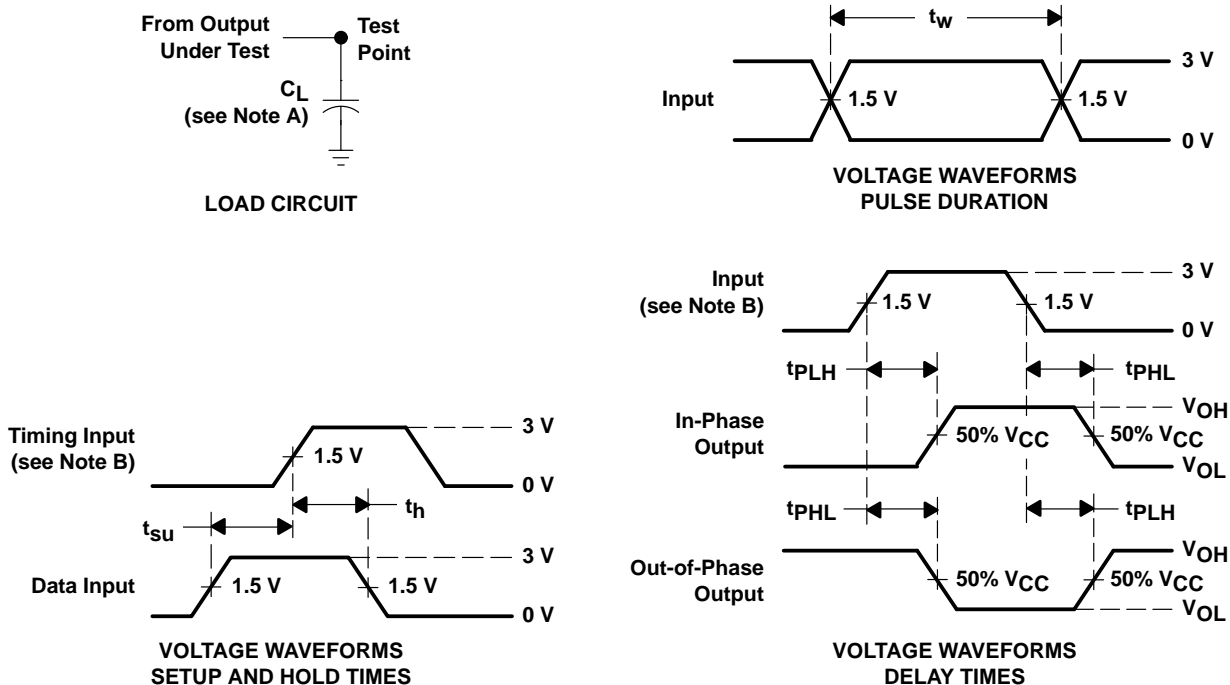 From Output
Under Test
Test
Point
CL
(see Note A)
LOAD CIRCUIT
tw
Input
3 V
1.5 V
1.5 V
0 V
VOLTAGE WAVEFORMS
PULSE DURATION
Timing Input
(see Note B)
3 V
1.5 V
0 V
th
tsu
Data Input
3 V
1.5 V
1.5 V
0 V
VOLTAGE WAVEFORMS
SETUP AND HOLD TIMES
Input
(see Note B)
3 V
1.5 V
1.5 V
0 V
tPLH
tPHL
In-Phase
Output
VOH
50% VCC
50% VCC
VOL
tPHL
tPLH
Out-of-Phase
Output
VOH
50% VCC
50% VCC
VOL
VOLTAGE WAVEFORMS
DELAY TIMES